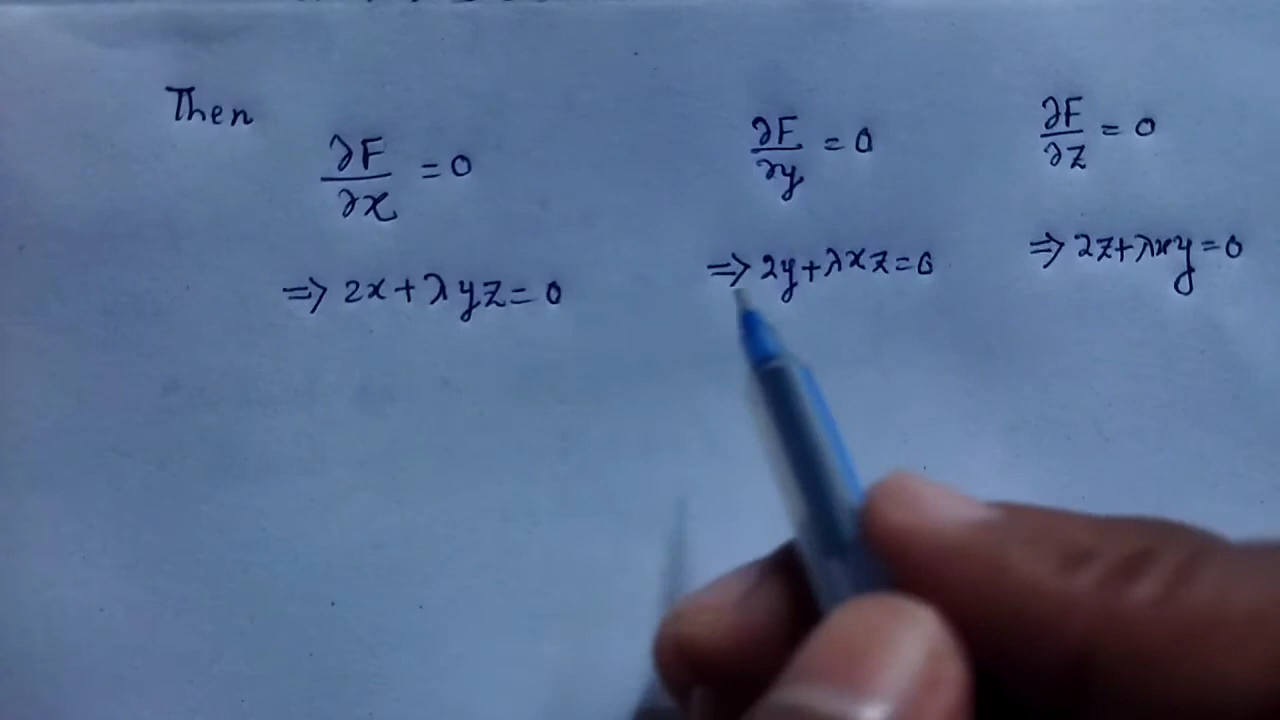 Then
∂F/∂x = 0    ∂F/∂y = 0    ∂F/∂z = 0
⇒ 2x + λyz = 0    ⇒ 2y + λxz = 0    ⇒ 2z + λxy = 0